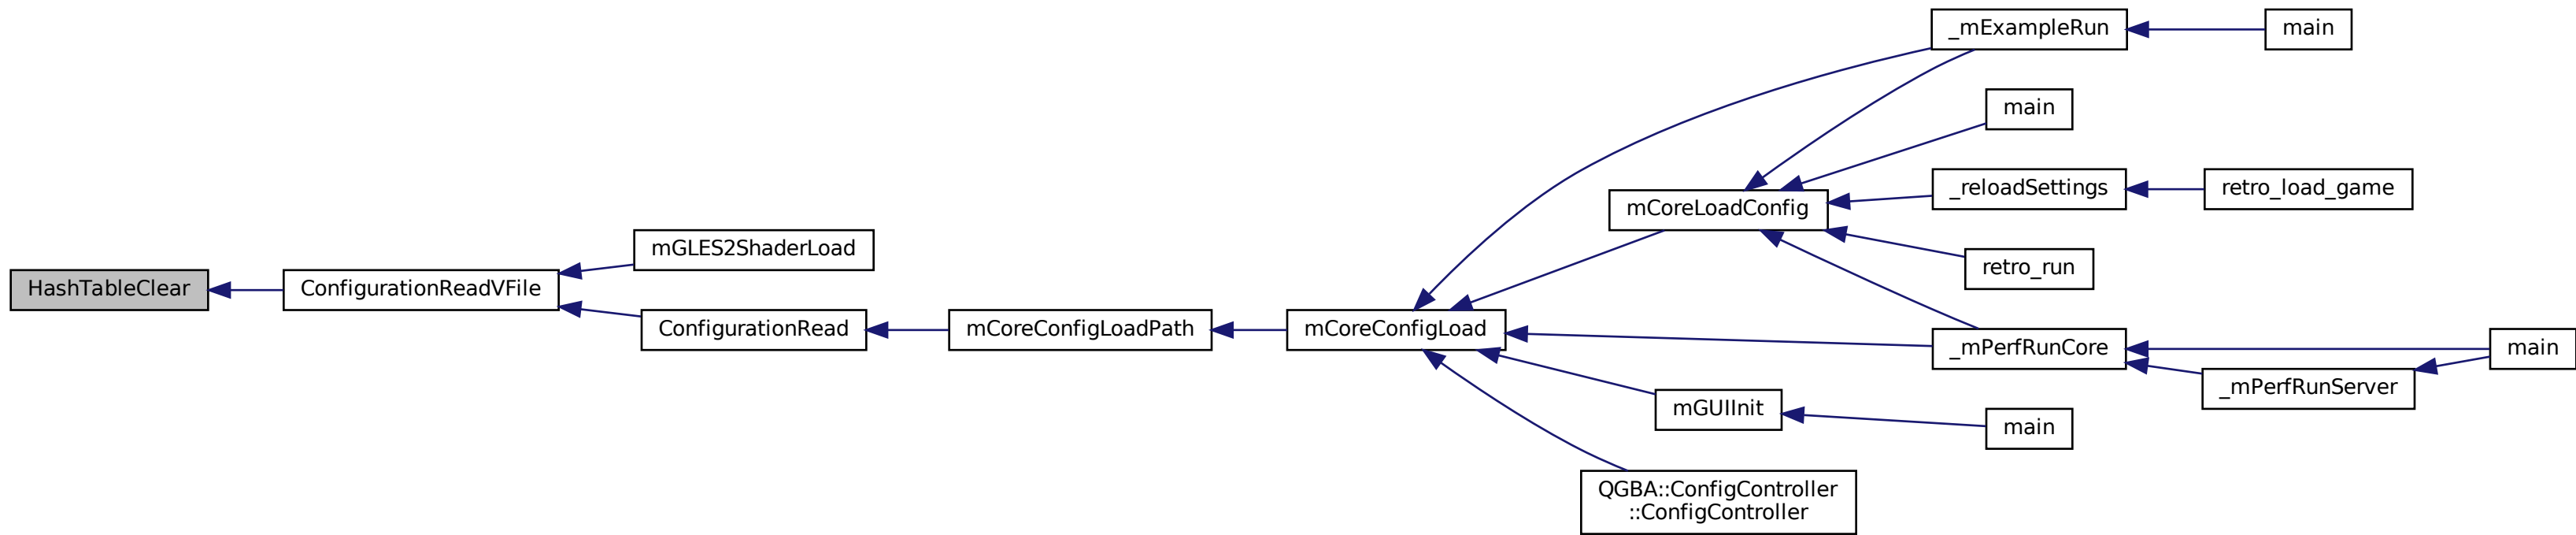 _mExampleRun
main
main
mCoreLoadConfig
_reloadSettings
retro_load_game
mGLES2ShaderLoad
retro_run
HashTableClear
ConfigurationReadVFile
ConfigurationRead
mCoreConfigLoadPath
mCoreConfigLoad
_mPerfRunCore
main
_mPerfRunServer
mGUIInit
main
QGBA::ConfigController
::ConfigController